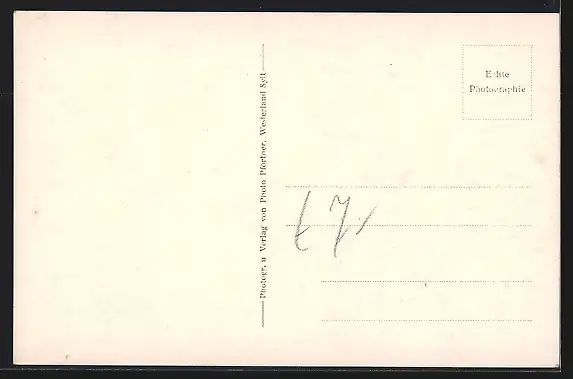 Photogr. u Verlag von Photo Pförtner, Westerland Sylt
Echte
Photographie